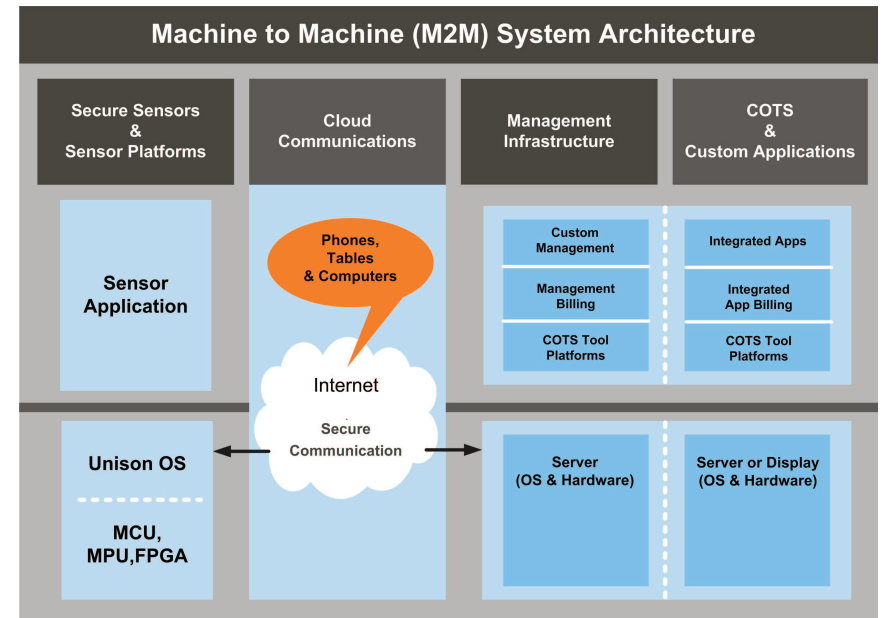 Machine to Machine (M2M) System Architecture
Secure Sensors
&
Sensor Platforms
Cloud
Communications
Management
Infrastructure
COTS
&
Custom Applications
Sensor
Application
Phones,
Tables
& Computers
Internet
Secure
Communication
Custom
Management
Management
Billing
COTS Tool
Platforms
Integrated Apps
Integrated
App Billing
COTS Tool
Platforms
Unison OS
MCU,
MPU,FPGA
Server
(OS & Hardware)
Server or Display
(OS & Hardware)